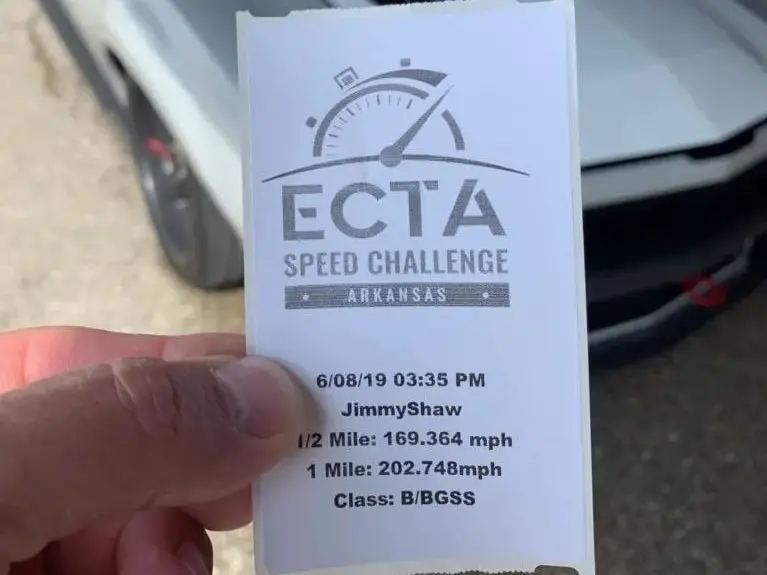 ECTA
SPEED CHALLENGE
• ARKANSAS •
6/08/19 03:35 PM
JimmyShaw
1/2 Mile: 169.364 mph
1 Mile: 202.748mph
Class: B/BGSS